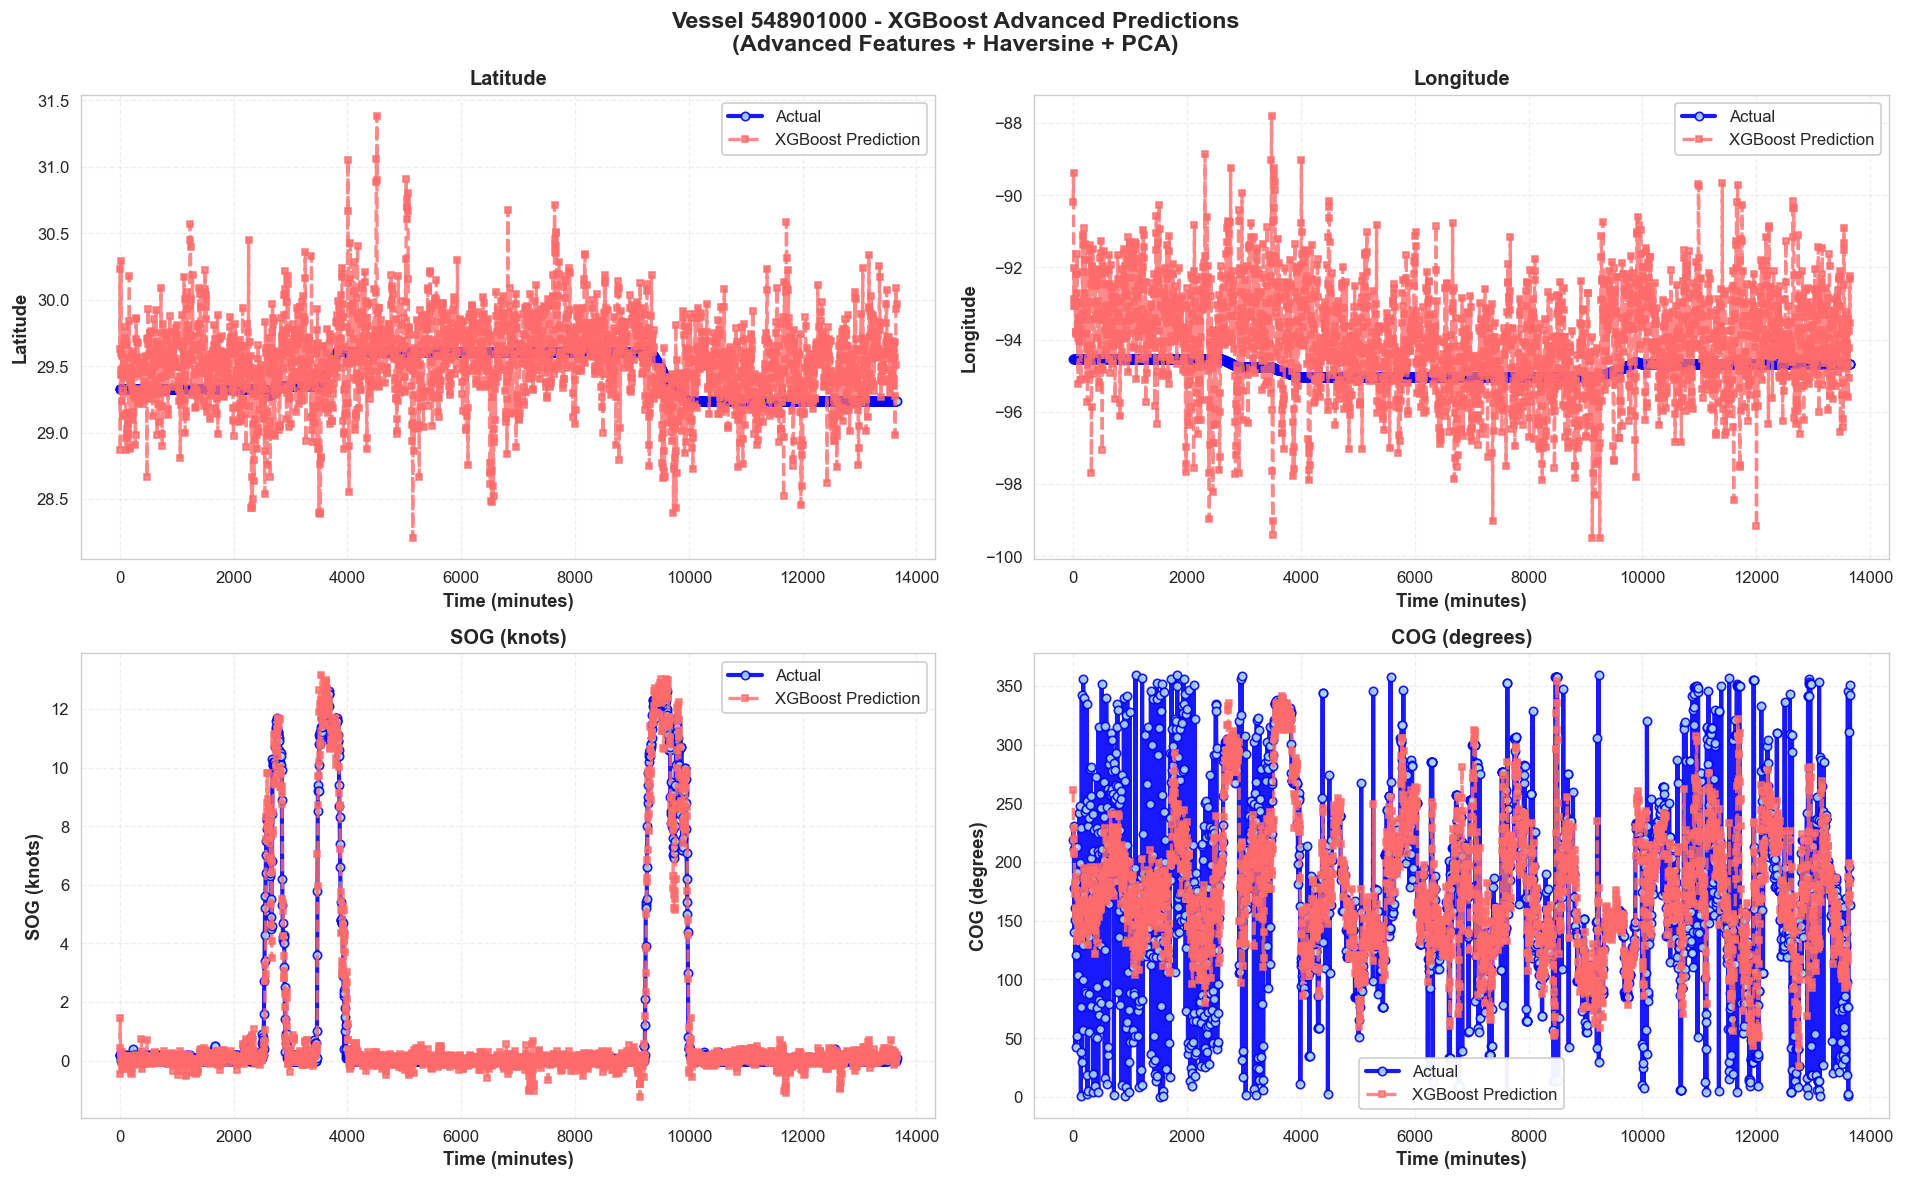 Vessel 548901000 - XGBoost Advanced Predictions
(Advanced Features + Haversine + PCA)
Latitude
Latitude
31.5
31.0
30.5
30.0
29.5
29.0
28.5
Actual
XGBoost Prediction
0 2000 4000 6000 8000 10000 12000 14000
Time (minutes)
Longitude
Longitude
−88
−90
−92
−94
−96
−98
−100
Actual
XGBoost Prediction
0 2000 4000 6000 8000 10000 12000 14000
Time (minutes)
SOG (knots)
SOG (knots)
12
10
8
6
4
2
0
Actual
XGBoost Prediction
0 2000 4000 6000 8000 10000 12000 14000
Time (minutes)
COG (degrees)
COG (degrees)
350
300
250
200
150
100
50
0
Actual
XGBoost Prediction
0 2000 4000 6000 8000 10000 12000 14000
Time (minutes)